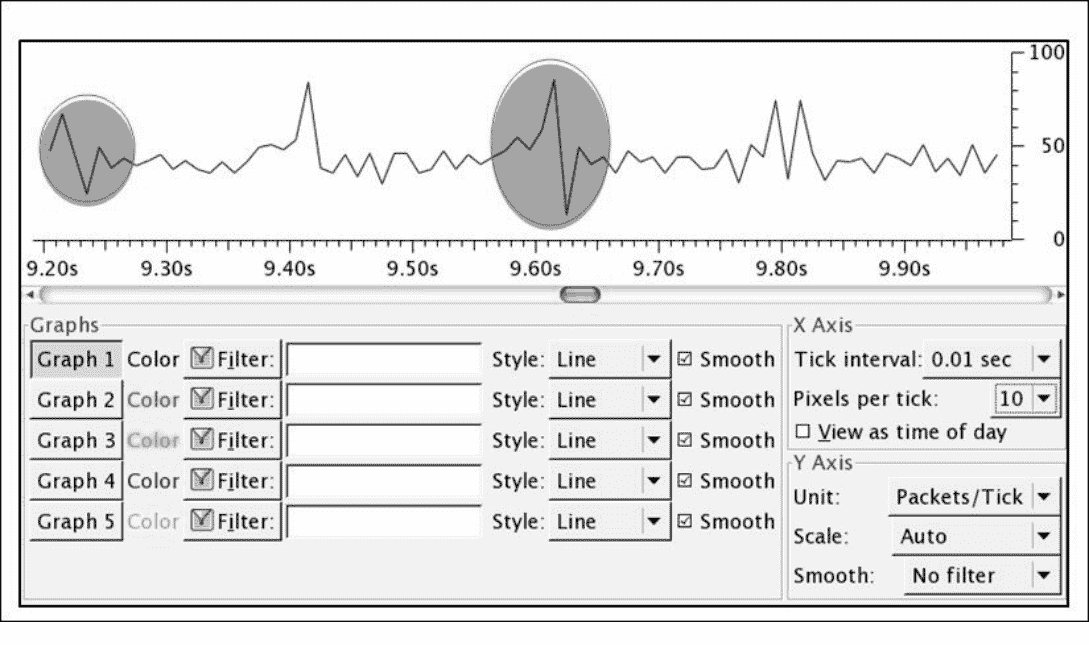 100
50
0
9.20s 9.30s 9.40s 9.50s 9.60s 9.70s 9.80s 9.90s
Graphs
Graph 1 Color Filter: Style: Line Smooth
Graph 2 Color Filter: Style: Line Smooth
Graph 3 Color Filter: Style: Line Smooth
Graph 4 Color Filter: Style: Line Smooth
Graph 5 Color Filter: Style: Line Smooth
X Axis
Tick interval: 0.01 sec
Pixels per tick: 10
View as time of day
Y Axis
Unit: Packets/Tick
Scale: Auto
Smooth: No filter